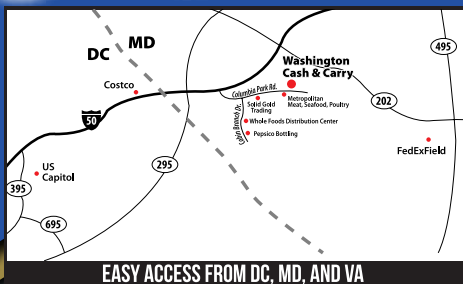 495
DC
MD
Washington
Cash & Carry
Costco
Columbia Park Rd.
Solid Gold
Trading
Metropolitan
Meat, Seafood, Poultry
202
50
Cabin Branch Dr.
Whole Foods Distribution Center
Pepsico Bottling
FedExField
295
US
Capitol
395
695
EASY ACCESS FROM DC, MD, AND VA